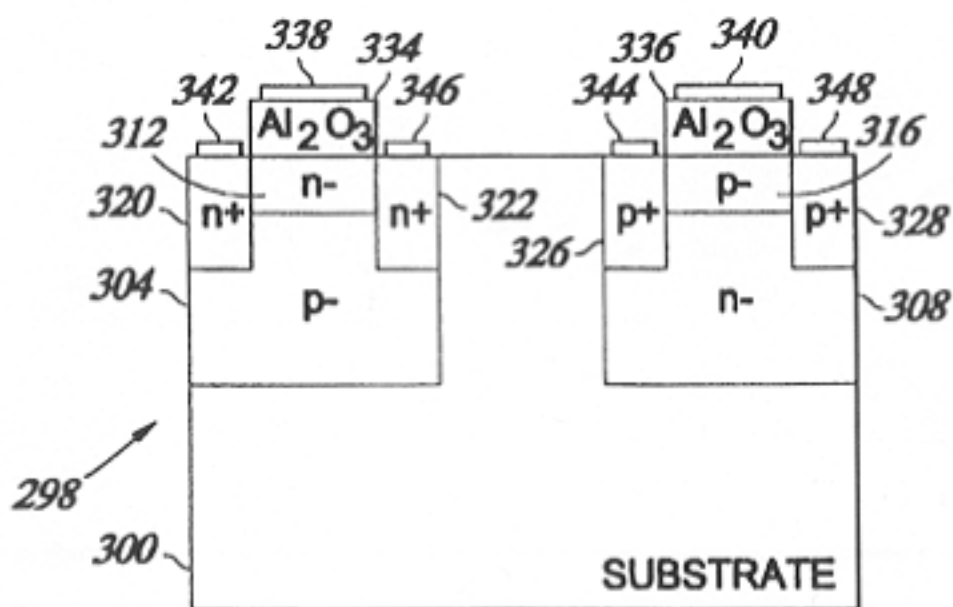 338 334 336 340
342 346 344 348
Al2O3 Al2O3
312 n- p- 316
320 n+ n+ 322 p+ p+ 328
326
304 p- n- 308
298
300 SUBSTRATE